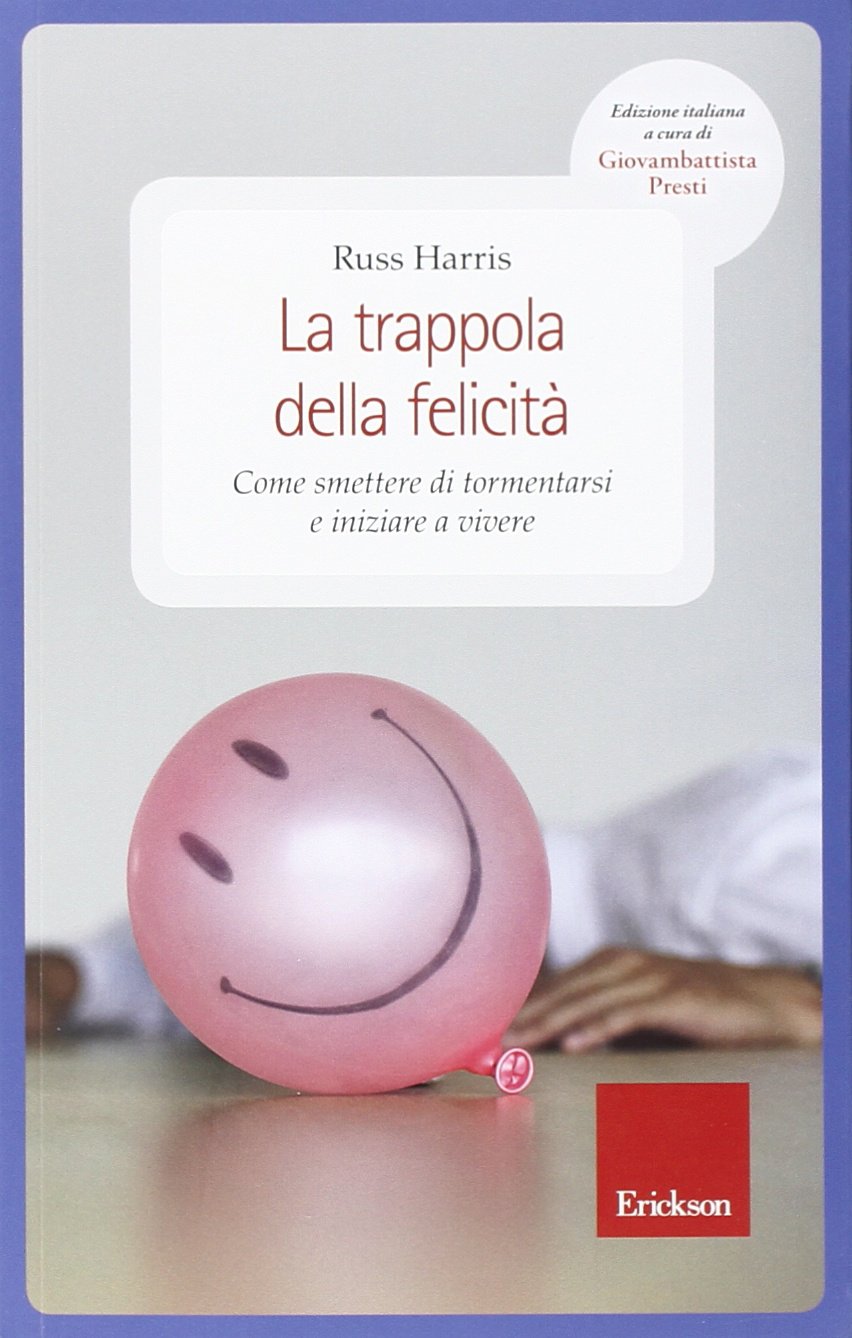 Edizione italiana
a cura di
Giovambattista
Presti
Russ Harris
La trappola
della felicità
Come smettere di tormentarsi
e iniziare a vivere
Erickson